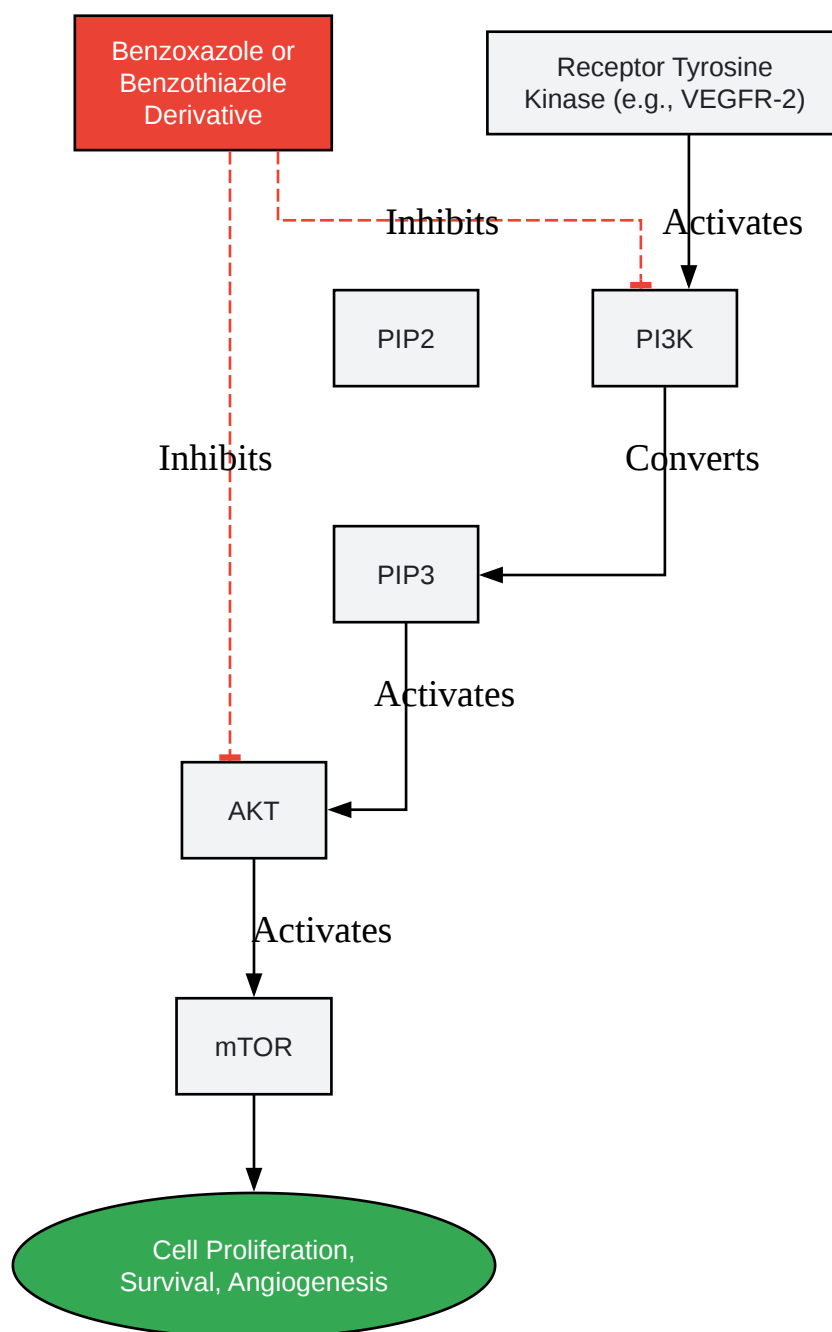 Benzoxazole or
Benzothiazole
Derivative
Receptor Tyrosine
Kinase (e.g., VEGFR-2)
Inhibits
Activates
PIP2
PI3K
Inhibits
Converts
PIP3
Activates
AKT
Activates
mTOR
Cell Proliferation,
Survival, Angiogenesis